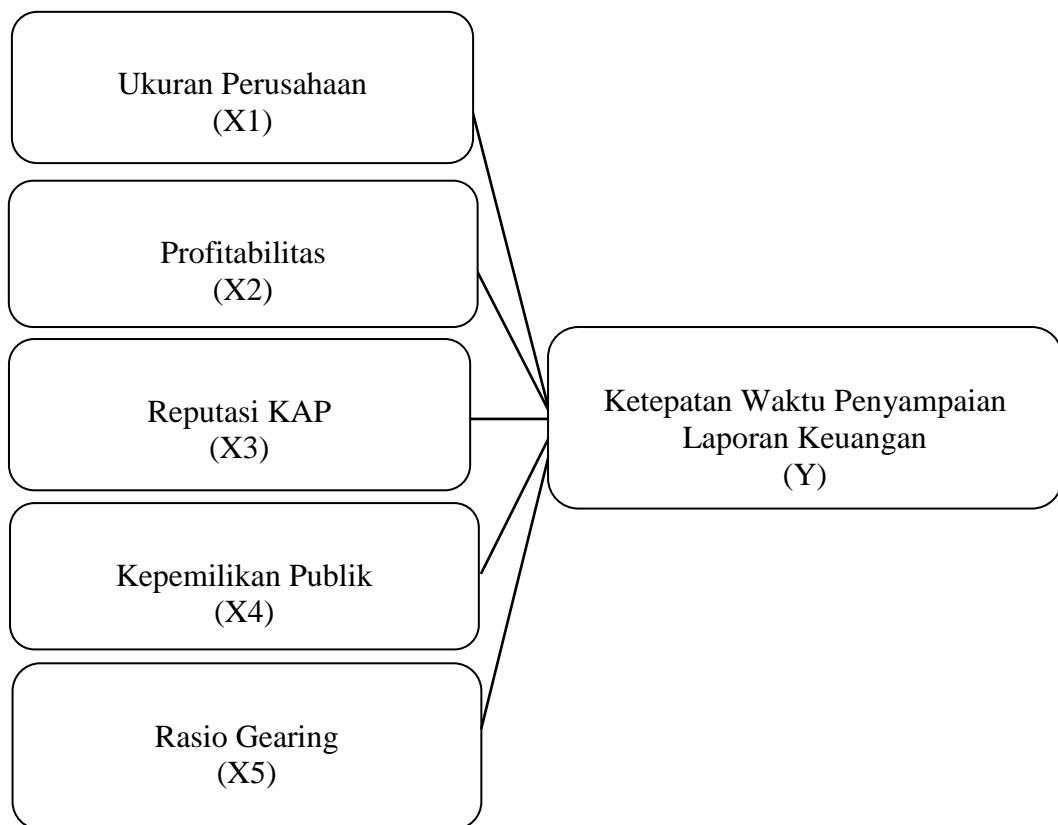 Ukuran Perusahaan
(X1)
Profitabilitas
(X2)
Reputasi KAP
(X3)
Kepemilikan Publik
(X4)
Rasio Gearing
(X5)
Ketepatan Waktu Penyampaian
Laporan Keuangan
(Y)